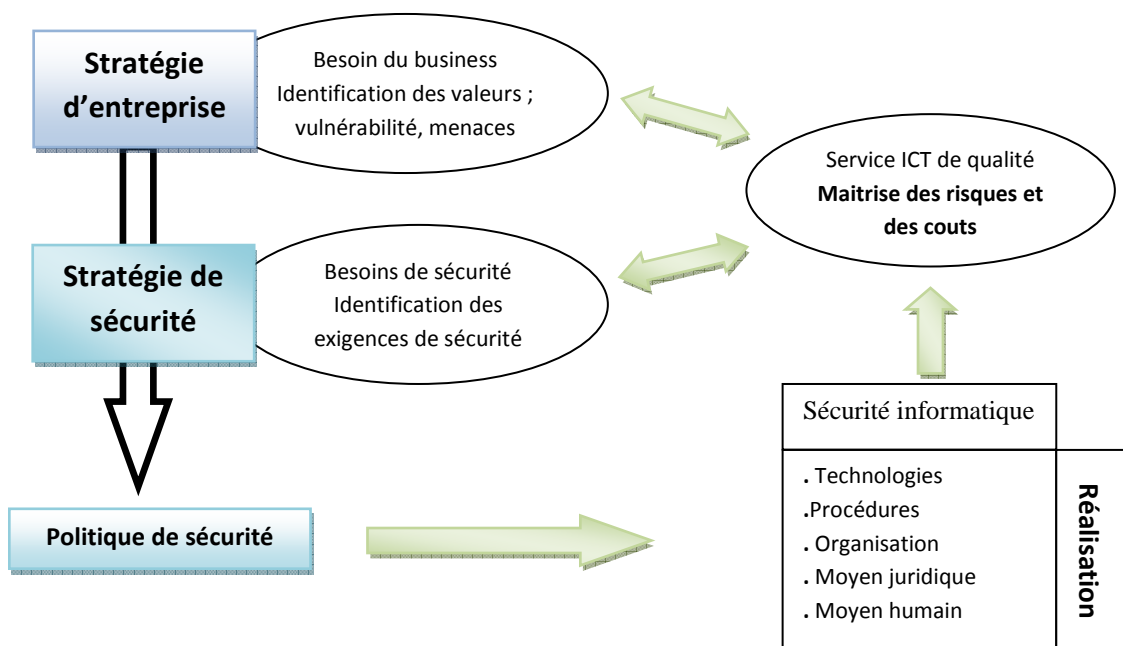 Stratégie
d’entreprise
Besoin du business
Identification des valeurs ;
vulnérabilité, menaces
Service ICT de qualité
Maitrise des risques et
des couts
Stratégie de
sécurité
Besoins de sécurité
Identification des
exigences de sécurité
Politique de sécurité
Sécurité informatique
. Technologies
.Procédures
. Organisation
. Moyen juridique
. Moyen humain
Réalisation